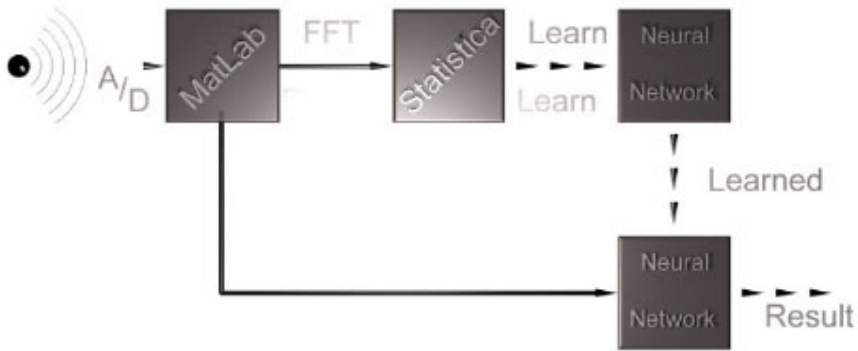 A/D
MatLab
FFT
Statistica
Learn
Learn
Neural
Network
Learned
Neural
Network
Result